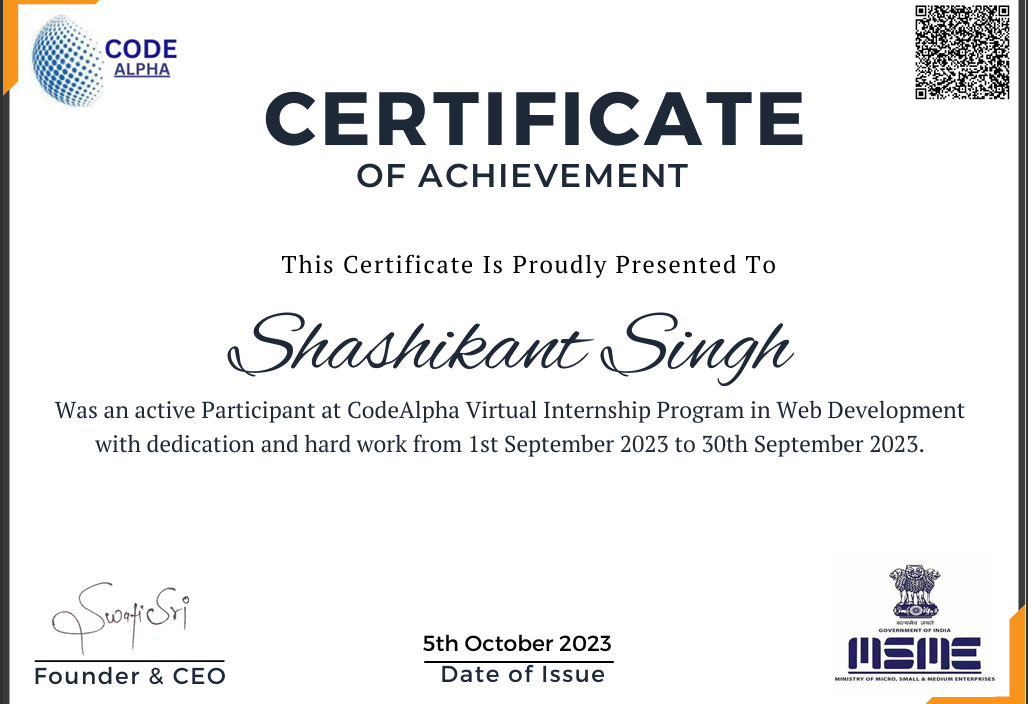 CODE
ALPHA
CERTIFICATE
OF ACHIEVEMENT
This Certificate Is Proudly Presented To
Shashikant Singh
Was an active Participant at CodeAlpha Virtual Internship Program in Web Development
with dedication and hard work from 1st September 2023 to 30th September 2023.
SwatiSri
Founder & CEO
5th October 2023
Date of Issue
सत्यमेव जयते
GOVERNMENT OF INDIA
MSME
MINISTRY OF MICRO, SMALL & MEDIUM ENTERPRISES